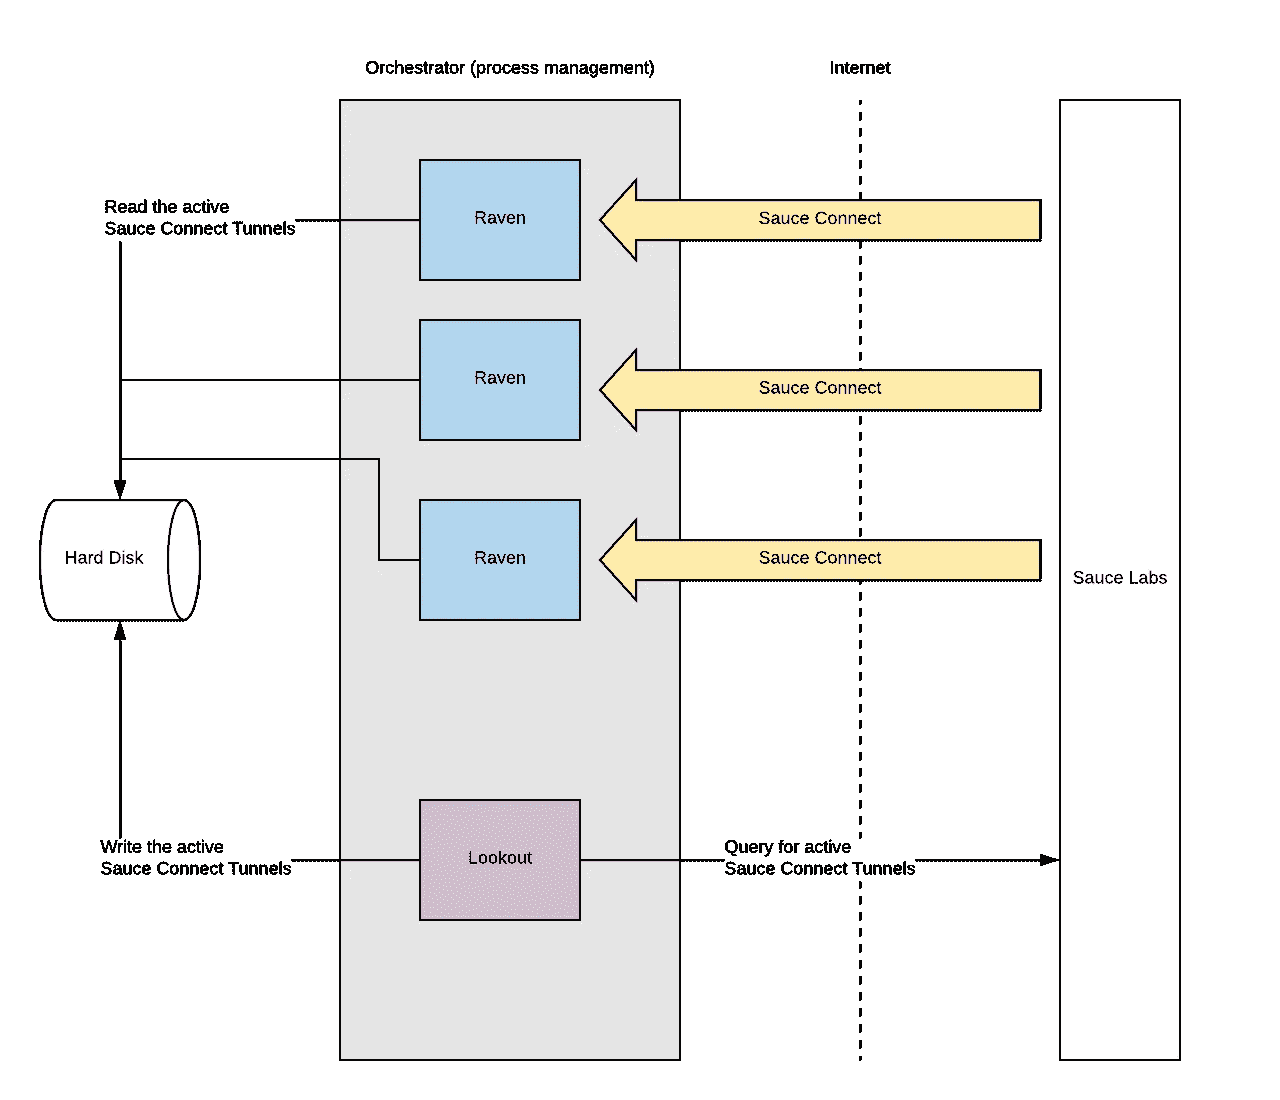 Orchestrator (process management)
Internet
Raven
Sauce Connect
Read the active
Sauce Connect Tunnels
Raven
Sauce Connect
Raven
Sauce Connect
Hard Disk
Sauce Labs
Lookout
Write the active
Sauce Connect Tunnels
Query for active
Sauce Connect Tunnels